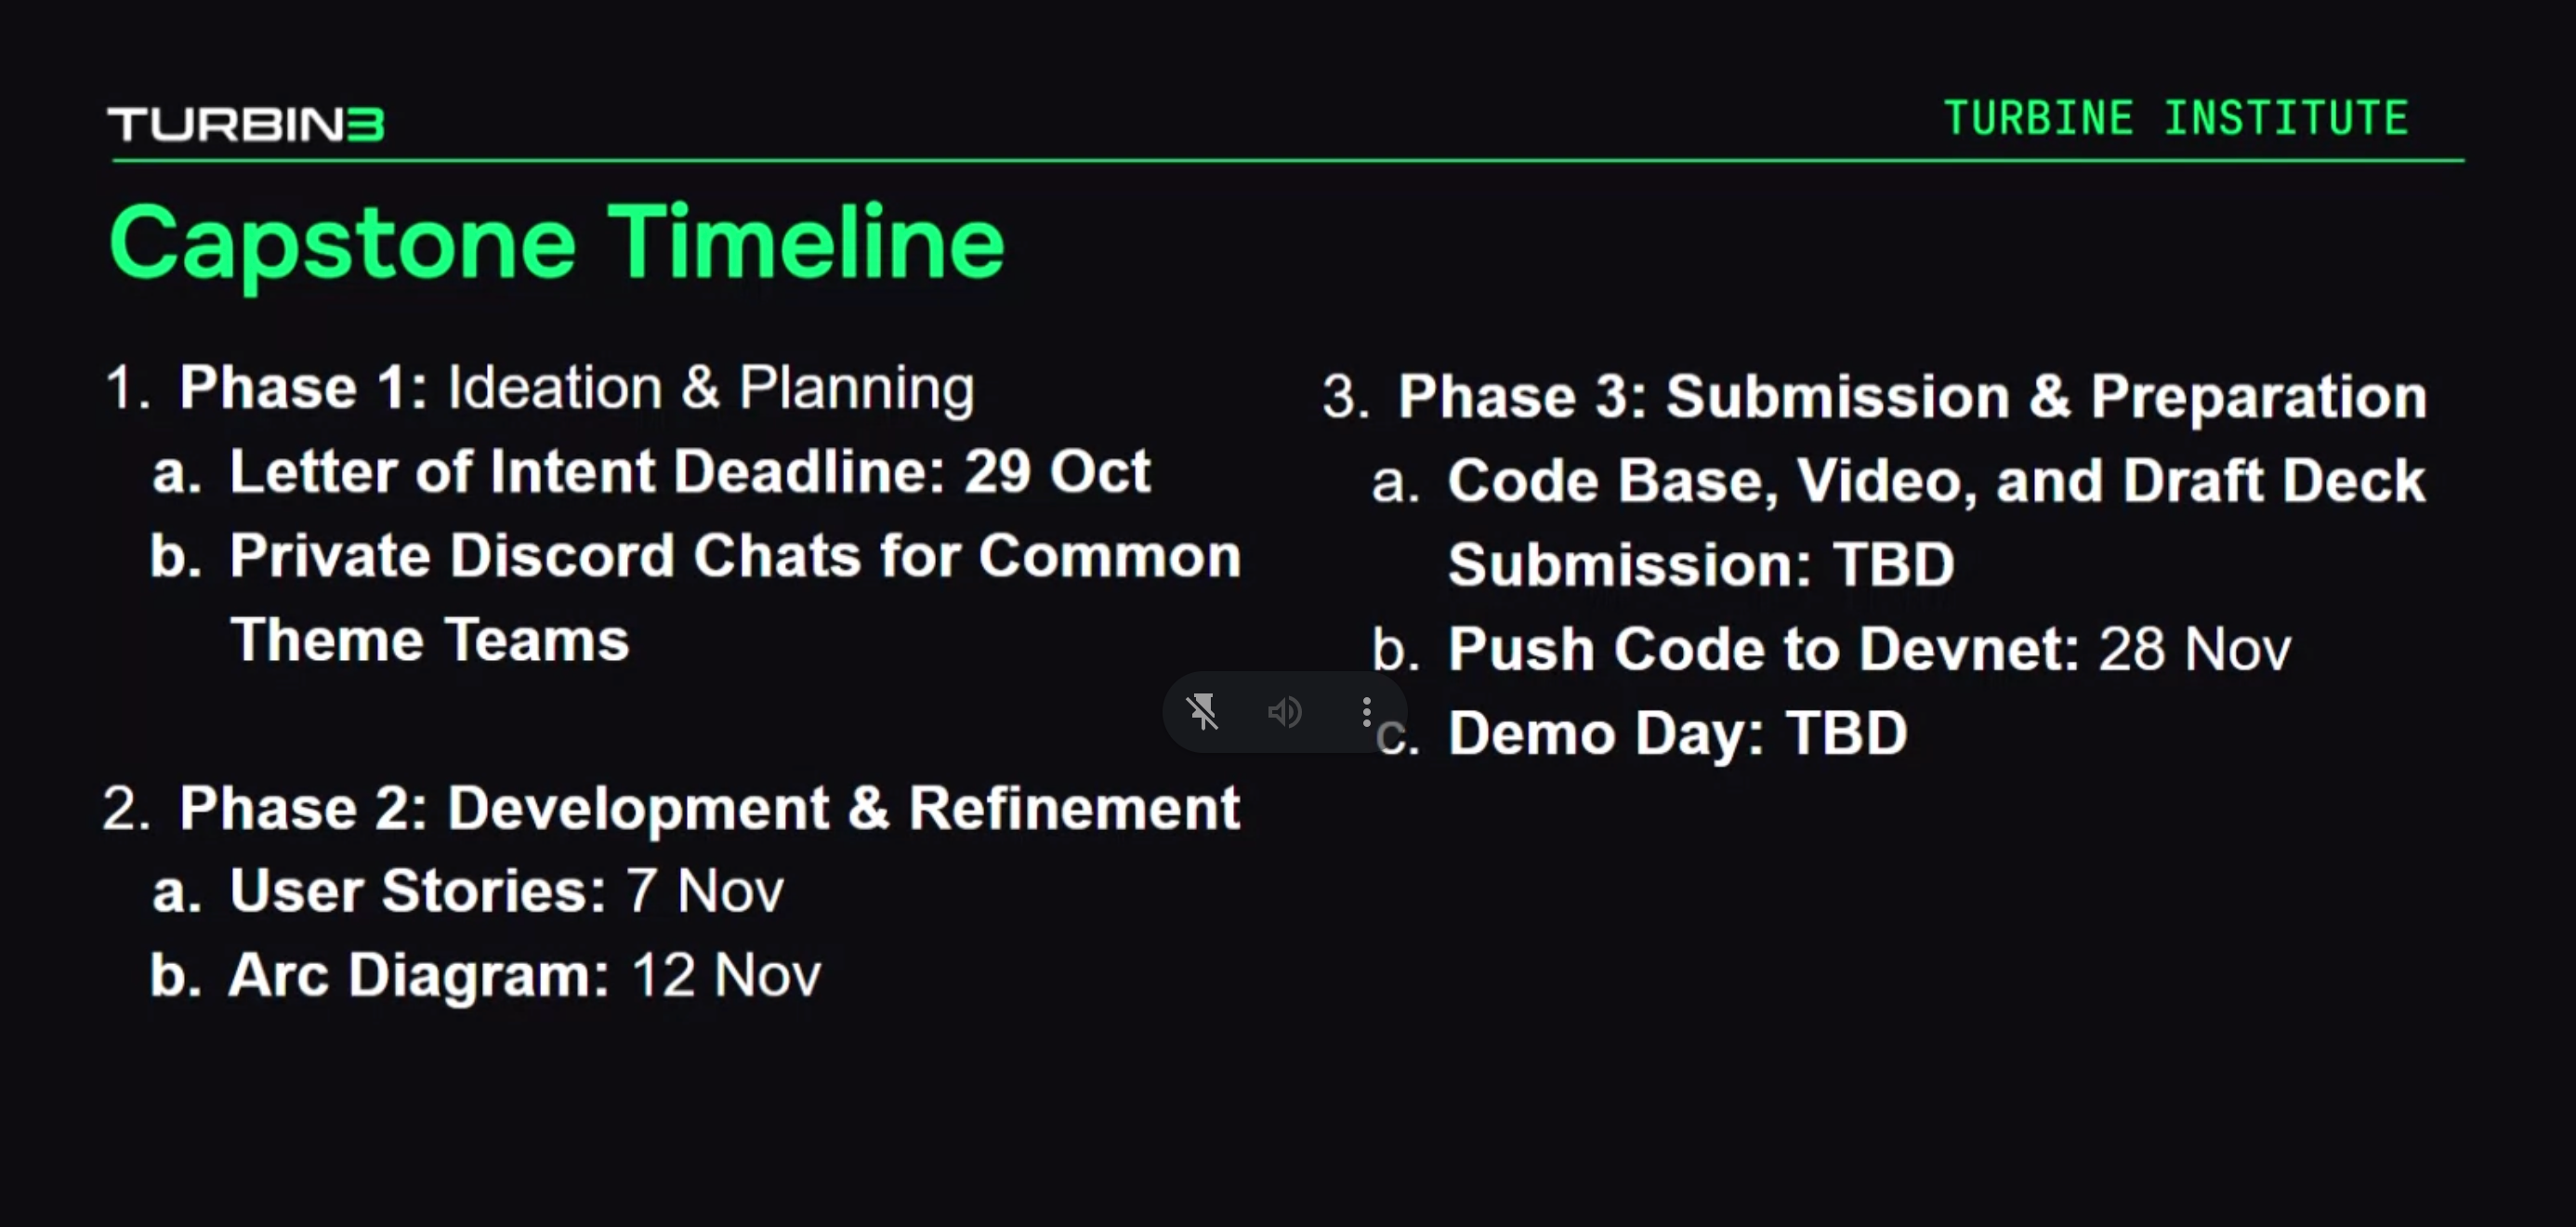 TURBIN3
TURBINE INSTITUTE
Capstone Timeline
1. Phase 1: Ideation & Planning
a. Letter of Intent Deadline: 29 Oct
b. Private Discord Chats for Common
Theme Teams
2. Phase 2: Development & Refinement
a. User Stories: 7 Nov
b. Arc Diagram: 12 Nov
3. Phase 3: Submission & Preparation
a. Code Base, Video, and Draft Deck
Submission: TBD
b. Push Code to Devnet: 28 Nov
c. Demo Day: TBD